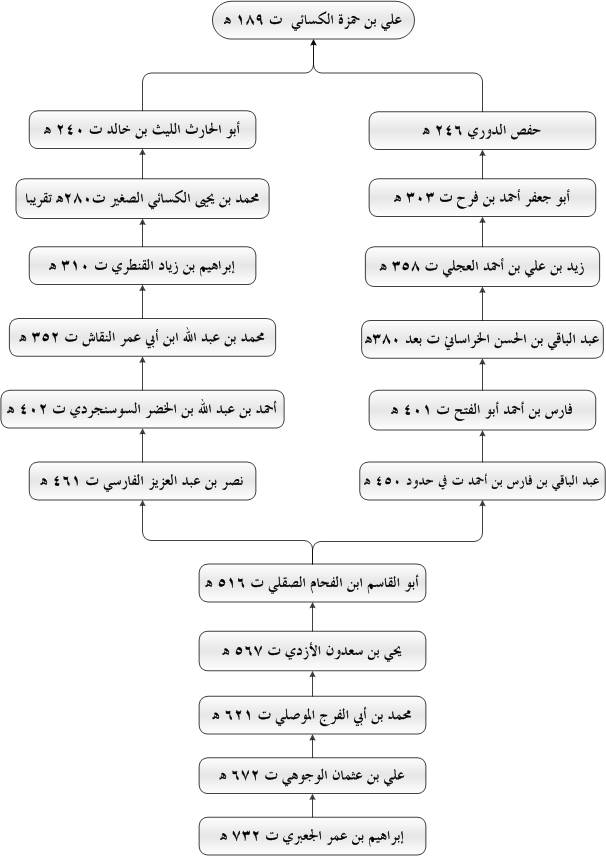 علي بن حمزة الكسائي ت ١٨٩ ه
حفص الدوري ٢٤٦ ه
أبو الحارث الليث بن خالد ت ٢٤٠ ه
أبو جعفر أحمد بن فرح ت ٣٠٣ ه
محمد بن يحيى الكسائي الصغير ت٢٨٠ه تقريبا
زيد بن علي بن أحمد العجلي ت ٣٥٨ ه
إبراهيم بن زياد القنطري ت ٣١٠ ه
عبد الباقي بن الحسن الخراساني ت بعد ٣٨٠ه
محمد بن عبد الله ابن أبي عمر النقاش ت ٣٥٢ ه
فارس بن أحمد أبو الفتح ت ٤٠١ ه
أحمد بن عبد الله بن الخضر السوسنجردي ت ٤٠٢ ه
عبد الباقي بن فارس بن أحمد ت في حدود ٤٥٠ ه
نصر بن عبد العزيز الفارسي ت ٤٦١ ه
أبو القاسم ابن الفحام الصقلي ت ٥١٦ ه
يحي بن سعدون الأزدي ت ٥٦٧ ه
محمد بن أبي الفرج الموصلي ت ٦٢١ ه
علي بن عثمان الوجوهي ت ٦٧٢ ه
إبراهيم بن عمر الجعبري ت ٧٣٢ ه